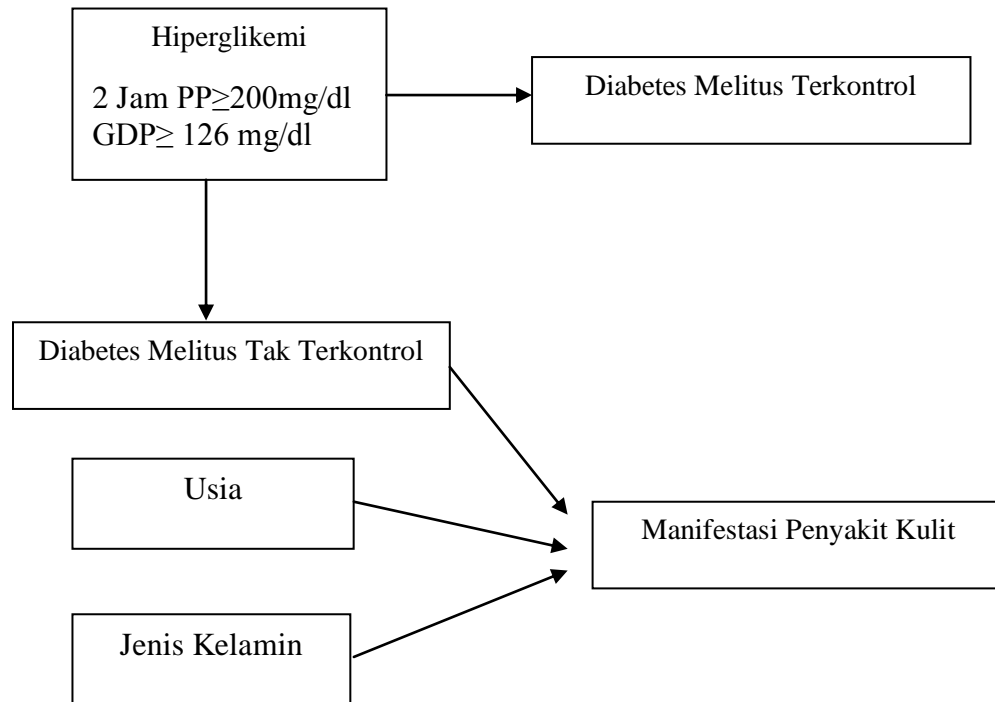 Hiperglikemi
2 Jam PP≥200mg/dl
GDP≥ 126 mg/dl
Diabetes Melitus Terkontrol
Diabetes Melitus Tak Terkontrol
Usia
Manifestasi Penyakit Kulit
Jenis Kelamin